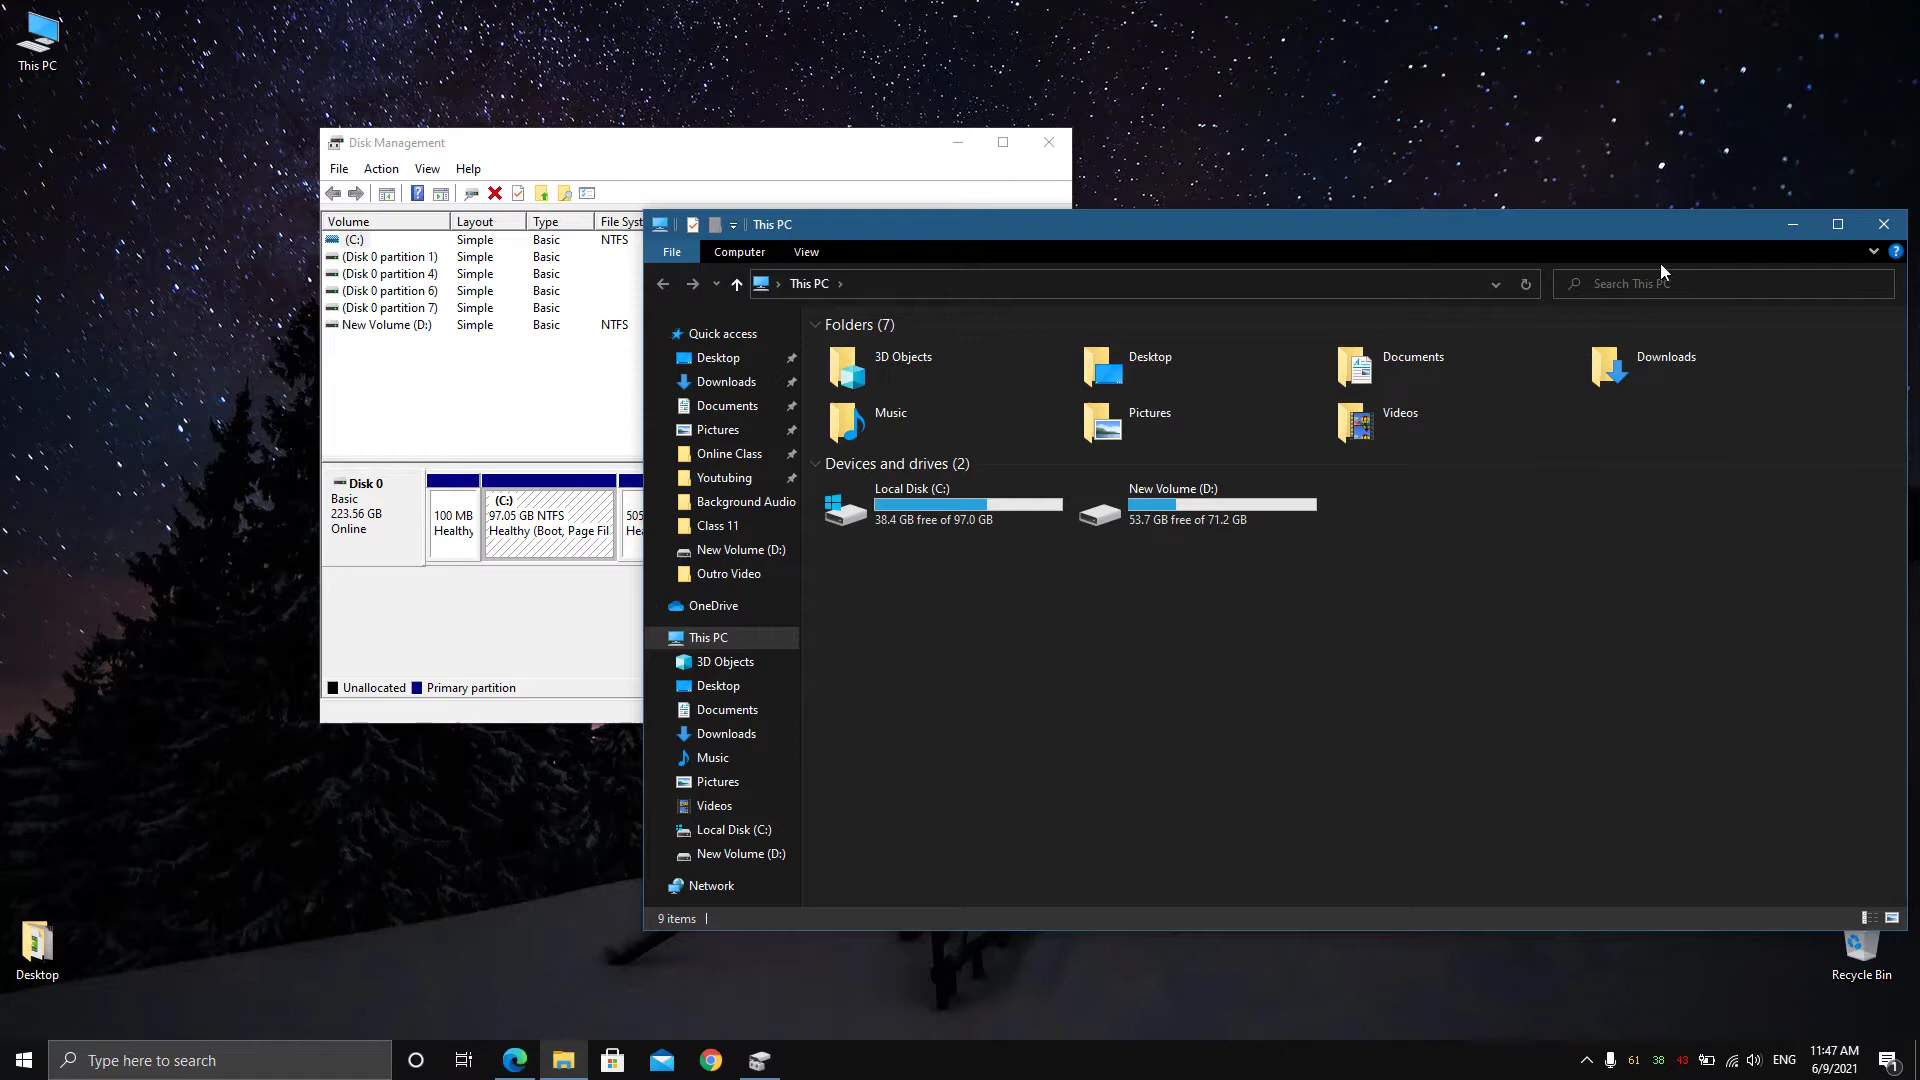 This PC
Disk Management
File Action View Help
Volume Layout Type File Syst
(C:) Simple Basic NTFS
(Disk 0 partition 1) Simple Basic
(Disk 0 partition 4) Simple Basic
(Disk 0 partition 6) Simple Basic
(Disk 0 partition 7) Simple Basic
New Volume (D:) Simple Basic NTFS
Disk 0
Basic
223.56 GB
Online
100 MB
Healthy
(C:)
97.05 GB NTFS
Healthy (Boot, Page Fil
505
Hea
Unallocated Primary partition
This PC
File Computer View
This PC
Search This PC
Quick access
Desktop
Downloads
Documents
Pictures
Online Class
Youtubing
Background Audio
Class 11
New Volume (D:)
Outro Video
OneDrive
This PC
3D Objects
Desktop
Documents
Downloads
Music
Pictures
Videos
Local Disk (C:)
New Volume (D:)
Network
Folders (7)
3D Objects Desktop Documents Downloads
Music Pictures Videos
Devices and drives (2)
Local Disk (C:)
38.4 GB free of 97.0 GB
New Volume (D:)
53.7 GB free of 71.2 GB
9 items
Desktop
Recycle Bin
Type here to search
61 38 43 ENG
11:47 AM
6/9/2021
1